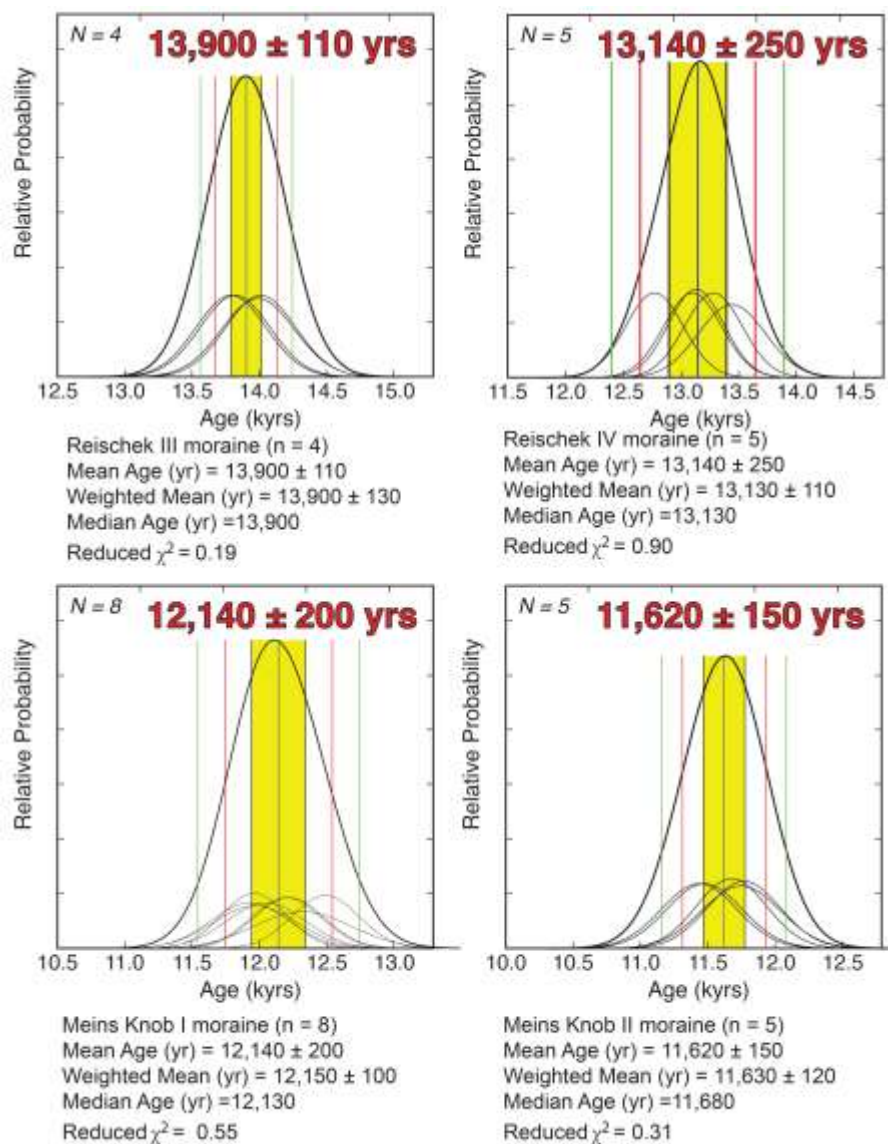 N = 4
13,900 ± 110 yrs
Relative Probability
12.5 13.0 13.5 14.0 14.5 15.0
Age (kyrs)
Reischek III moraine (n = 4)
Mean Age (yr) = 13,900 ± 110
Weighted Mean (yr) = 13,900 ± 130
Median Age (yr) =13,900
Reduced χ² = 0.19
N = 5
13,140 ± 250 yrs
Relative Probability
11.5 12.0 12.5 13.0 13.5 14.0 14.5
Age (kyrs)
Reischek IV moraine (n = 5)
Mean Age (yr) = 13,140 ± 250
Weighted Mean (yr) = 13,130 ± 110
Median Age (yr) =13,130
Reduced χ² = 0.90
N = 8
12,140 ± 200 yrs
Relative Probability
10.5 11.0 11.5 12.0 12.5 13.0
Age (kyrs)
Meins Knob I moraine (n = 8)
Mean Age (yr) = 12,140 ± 200
Weighted Mean (yr) = 12,150 ± 100
Median Age (yr) =12,130
Reduced χ² = 0.55
N = 5
11,620 ± 150 yrs
Relative Probability
10.0 10.5 11.0 11.5 12.0 12.5
Age (kyrs)
Meins Knob II moraine (n = 5)
Mean Age (yr) = 11,620 ± 150
Weighted Mean (yr) = 11,630 ± 120
Median Age (yr) =11,680
Reduced χ² = 0.31